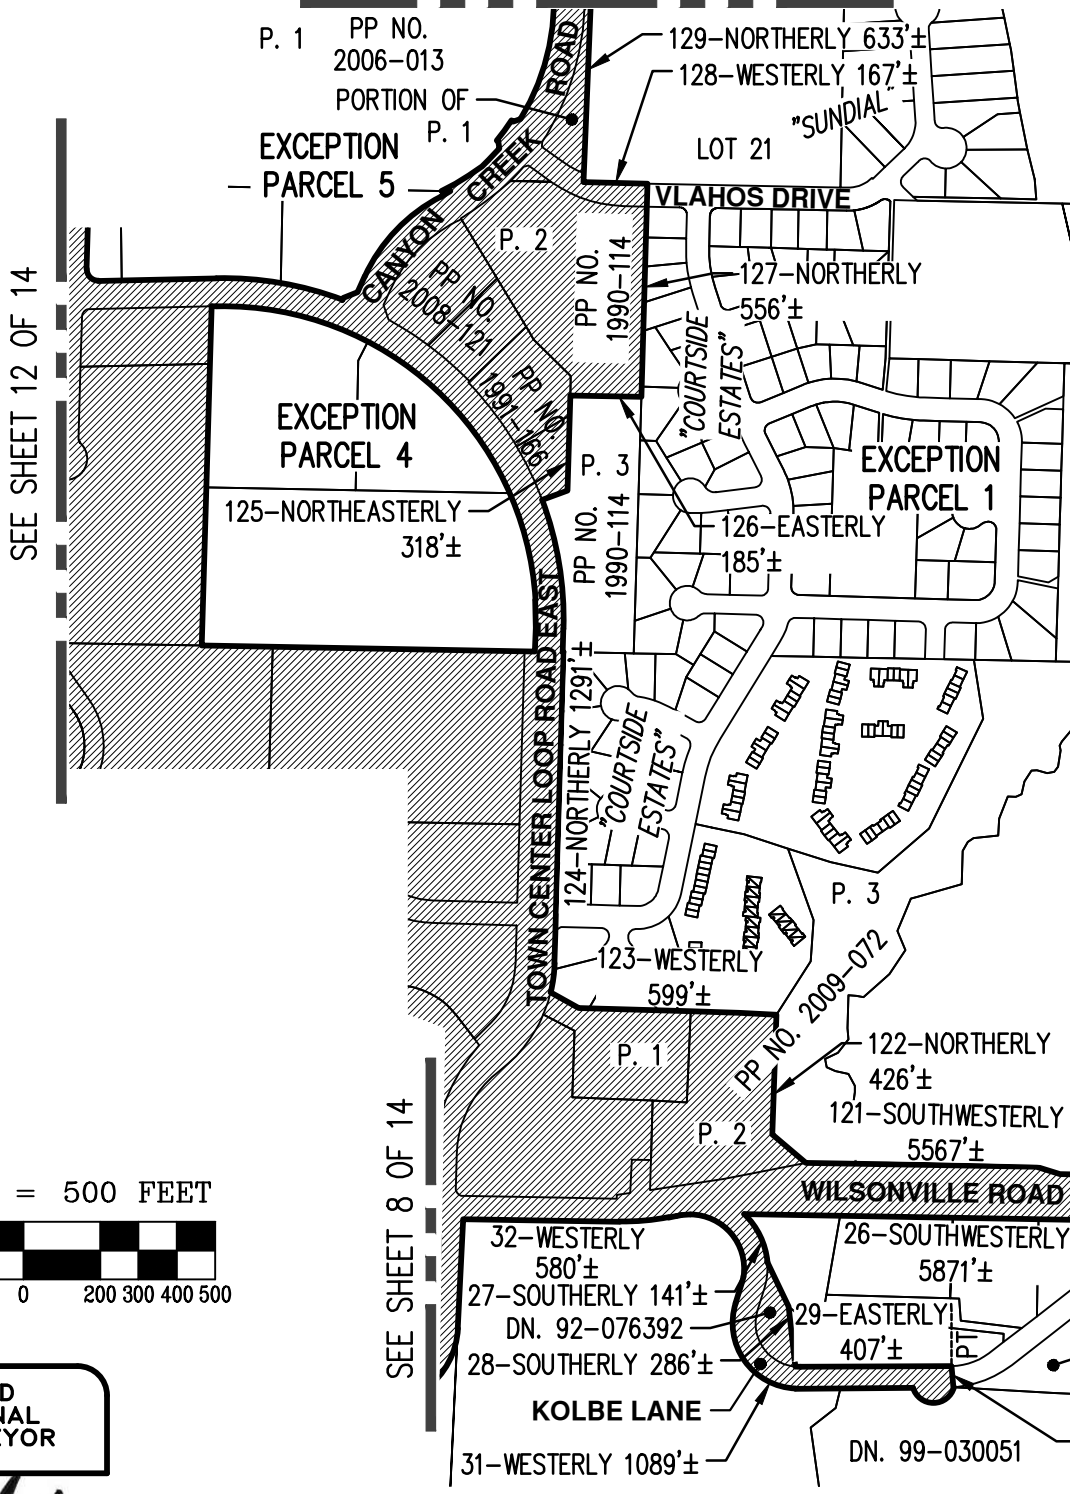 P. 1
PP NO.
2006-013
PORTION OF
P. 1
EXCEPTION
PARCEL 5
ROAD
CREEK
CANYON
129-NORTHERLY 633'±
128-WESTERLY 167'±
"SUNDIAL"
LOT 21
VLAHOS DRIVE
P. 2
PP NO.
2008-121
PP NO.
1990-114
127-NORTHERLY
556'±
"COURTSIDE
ESTATES"
SEE SHEET 12 OF 14
PP NO.
1991-166
EXCEPTION
PARCEL 4
P. 3
EXCEPTION
PARCEL 1
125-NORTHEASTERLY
318'±
PP NO.
1990-114
126-EASTERLY
185'±
TOWN CENTER LOOP ROAD EAST
124-NORTHERLY 1291'±
"COURTSIDE
ESTATES"
P. 3
123-WESTERLY
599'±
PP NO. 2009-072
P. 1
122-NORTHERLY
426'±
121-SOUTHWESTERLY
5567'±
P. 2
SEE SHEET 8 OF 14
WILSONVILLE ROAD
= 500 FEET
0 200 300 400 500
32-WESTERLY
580'±
26-SOUTHWESTERLY
5871'±
27-SOUTHERLY 141'±
DN. 92-076392
29-EASTERLY
407'±
28-SOUTHERLY 286'±
PT
KOLBE LANE
31-WESTERLY 1089'±
DN. 99-030051
D
NAL
EYOR